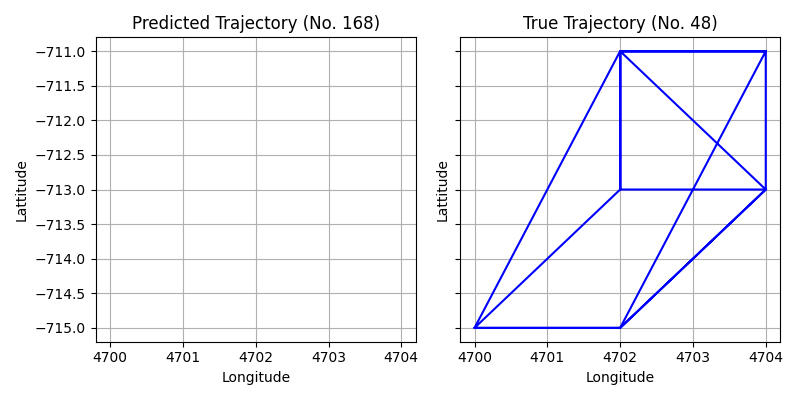 Predicted Trajectory (No. 168)
True Trajectory (No. 48)
−711.0
−711.5
−712.0
−712.5
−713.0
−713.5
−714.0
−714.5
−715.0
Lattitude
Lattitude
4700 4701 4702 4703 4704
4700 4701 4702 4703 4704
Longitude
Longitude